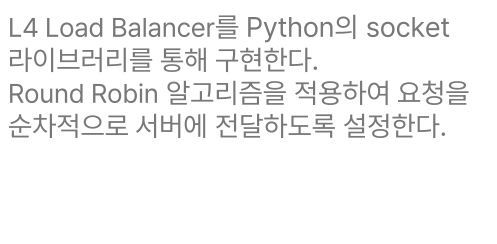 L4 Load Balancer를 Python의 socket
라이브러리를 통해 구현한다.
Round Robin 알고리즘을 적용하여 요청을
순차적으로 서버에 전달하도록 설정한다.